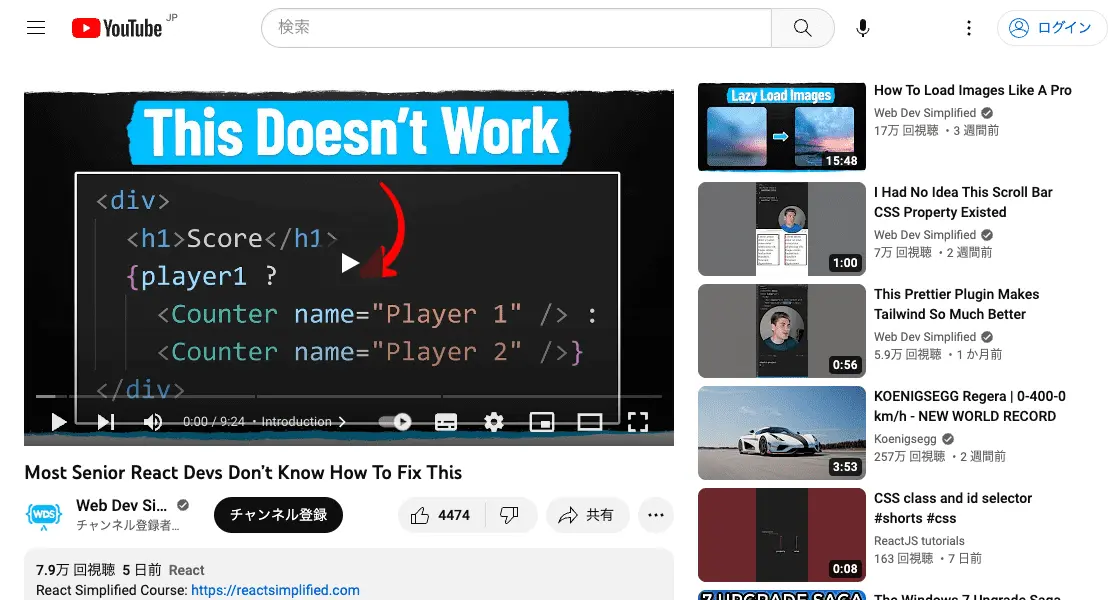 YouTube JP
検索
ログイン
This Doesn't Work
<div>
<h1>Score</h1>
{player1 ?
<Counter name="Player 1" /> :
<Counter name="Player 2" />}
</div>
0:00 / 9:24 ・ Introduction
Most Senior React Devs Don't Know How To Fix This
WDS
Web Dev Si...
チャンネル登録者...
チャンネル登録
4474
共有
7.9万 回視聴 5 日前 React
React Simplified Course: https://reactsimplified.com
Lazy Load Images
15:48
How To Load Images Like A Pro
Web Dev Simplified
17万 回視聴 ・3 週間前
1:00
I Had No Idea This Scroll Bar
CSS Property Existed
Web Dev Simplified
7万 回視聴 ・2 週間前
0:56
This Prettier Plugin Makes
Tailwind So Much Better
Web Dev Simplified
5.9万 回視聴 ・1 か月前
3:53
KOENIGSEGG Regera | 0-400-0
km/h - NEW WORLD RECORD
Koenigsegg
257万 回視聴 ・2 週間前
0:08
CSS class and id selector
#shorts #css
ReactJS tutorials
163 回視聴 ・7 日前
7 UPGRADE SAGA
The Windows 7 Upgrade Saga